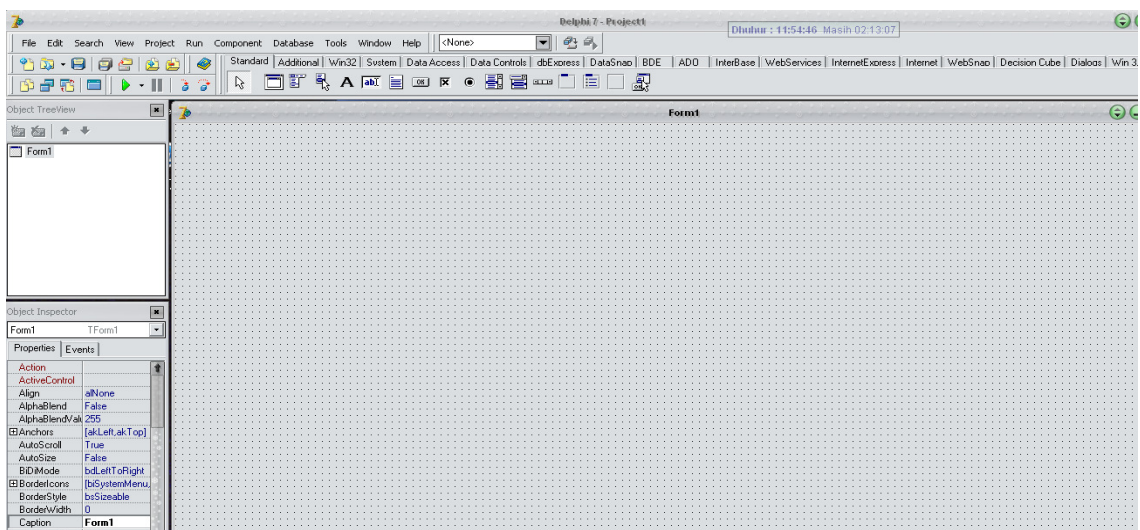 Delphi 7 - Project1
Dhuhur : 11:54:46 Masih 02:13:07
File Edit Search View Project Run Component Database Tools Window Help <None>
Standard Additional Win32 System Data Access Data Controls dbExpress DataSnap BDE ADO InterBase WebServices InternetExpress Internet WebSnap Decision Cube Dialogs Win 3.
Object TreeView
Form1
Form1
Object Inspector
Form1 TForm1
Properties Events
Action
ActiveControl
Align alNone
AlphaBlend False
AlphaBlendValu 255
Anchors [akLeft,akTop]
AutoScroll True
AutoSize False
BiDiMode bdLeftToRight
BorderIcons [biSystemMenu,
BorderStyle bsSizeable
BorderWidth 0
Caption Form1